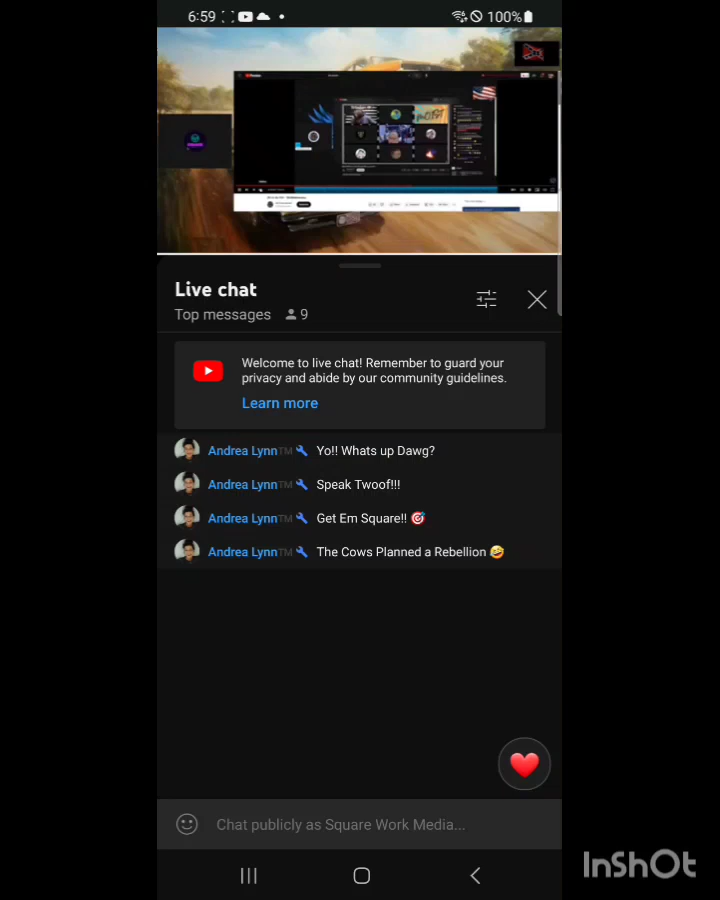 6:59
100%
Live chat
Top messages 9
Welcome to live chat! Remember to guard your
privacy and abide by our community guidelines.
Learn more
Andrea Lynn™ Yo!! Whats up Dawg?
Andrea Lynn™ Speak Twoof!!!
Andrea Lynn™ Get Em Square!! 🎯
Andrea Lynn™ The Cows Planned a Rebellion 🤣
Chat publicly as Square Work Media...
InShOt